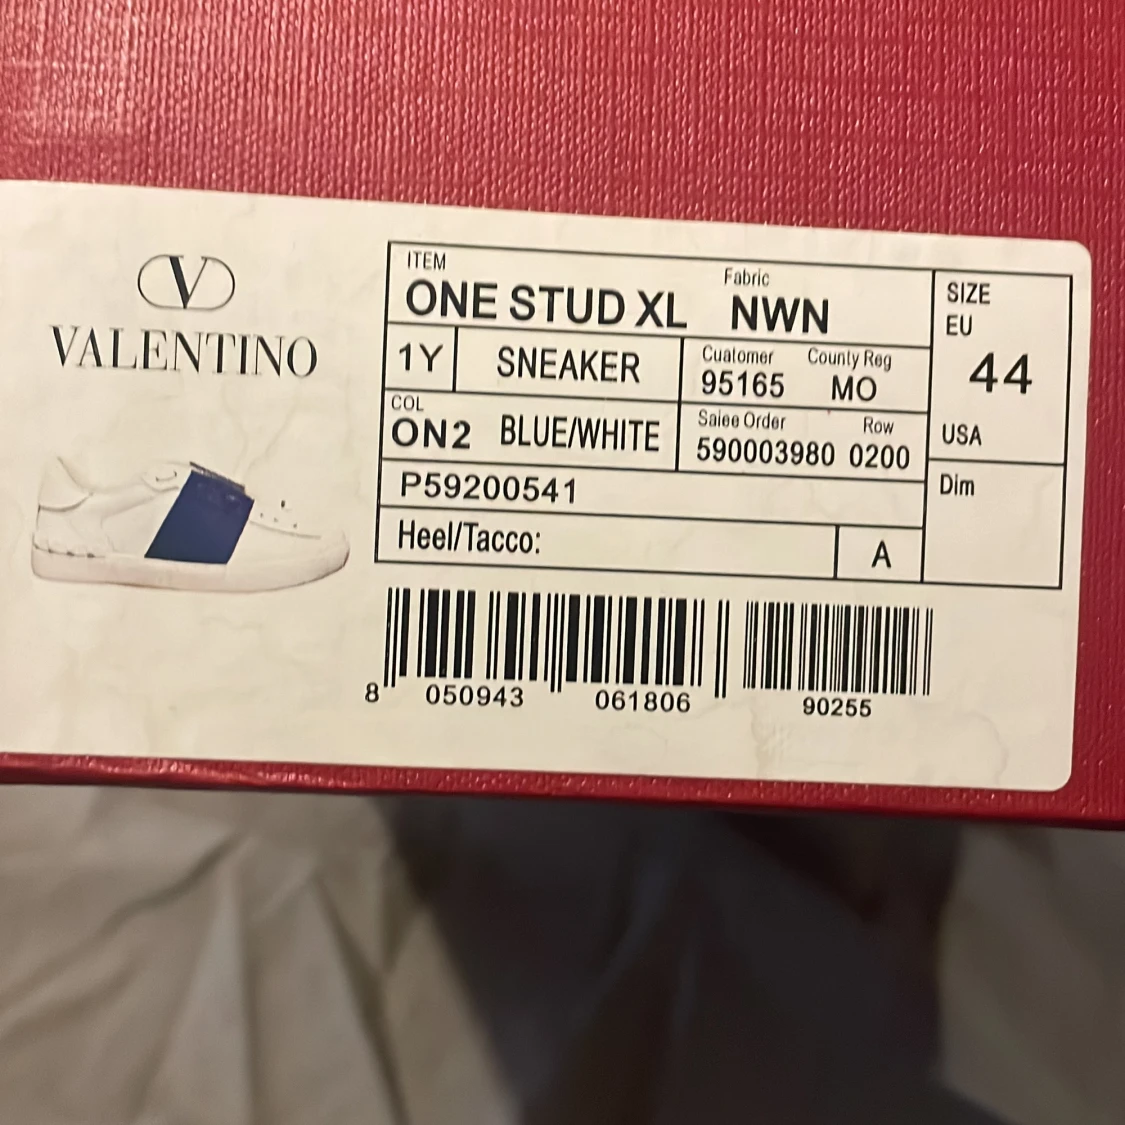 V
VALENTINO
ITEM
ONE STUD XL
Fabric
NWN
1Y
SNEAKER
Cuatomer County Reg
95165 MO
COL
ON2 BLUE/WHITE
Saiee Order Row
590003980 0200
P59200541
Heel/Tacco:
A
SIZE
EU
44
USA
Dim
8 050943 061806
90255